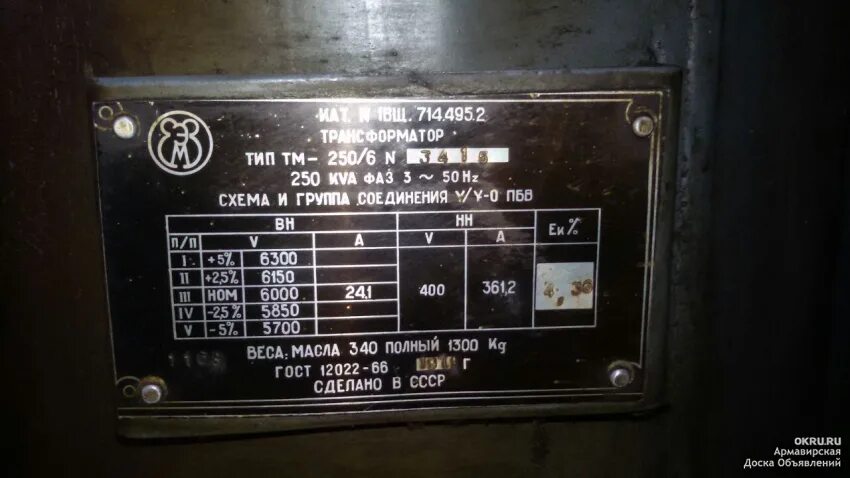 ЭМЗ
КАТ. N 1ВЩ. 714.495.2
ТРАНСФОРМАТОР
ТИП ТМ- 250/6 N
250 KVA ФАЗ 3 ~ 50 Hz
СХЕМА И ГРУППА СОЕДИНЕНИЯ Y/Y-0 ПБВ
ВН НН Ек%
П/П V A V A
I +5% 6300
II +2,5% 6150
III НОМ 6000 24,1 400 361,2
IV -2,5% 5850
V -5% 5700
ВЕСА: МАСЛА 340 ПОЛНЫЙ 1300 Kg
ГОСТ 12022-66 Г
СДЕЛАНО В СССР
OKRU.RU
Армавирская
Доска Объявлений